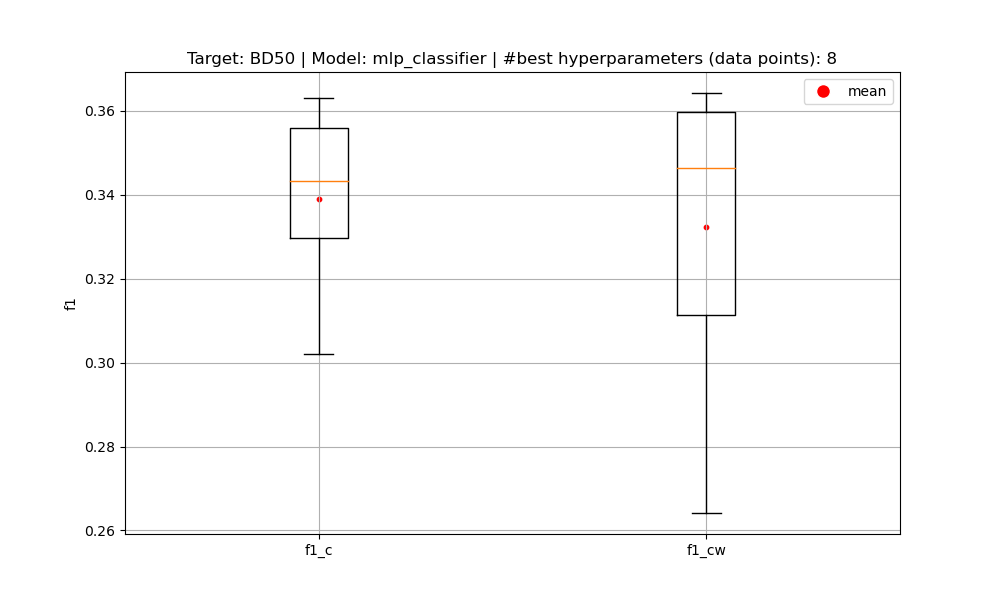 Target: BD50 | Model: mlp_classifier | #best hyperparameters (data points): 8
mean
0.36
0.34
0.32
0.30
0.28
0.26
f1
f1_c
f1_cw